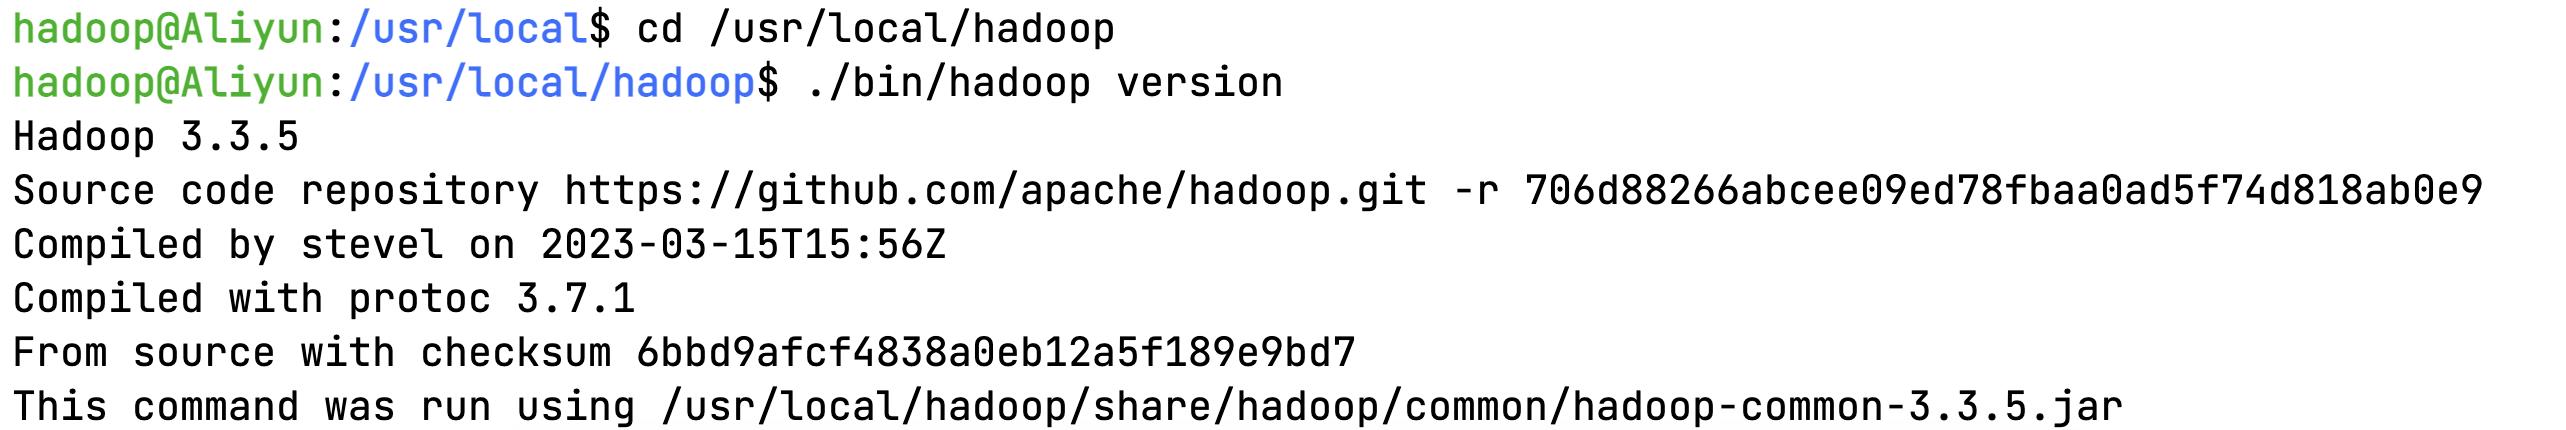 hadoop@Aliyun:/usr/local$ cd /usr/local/hadoop
hadoop@Aliyun:/usr/local/hadoop$ ./bin/hadoop version
Hadoop 3.3.5
Source code repository https://github.com/apache/hadoop.git -r 706d88266abcee09ed78fbaa0ad5f74d818ab0e9
Compiled by stevel on 2023-03-15T15:56Z
Compiled with protoc 3.7.1
From source with checksum 6bbd9afcf4838a0eb12a5f189e9bd7
This command was run using /usr/local/hadoop/share/hadoop/common/hadoop-common-3.3.5.jar